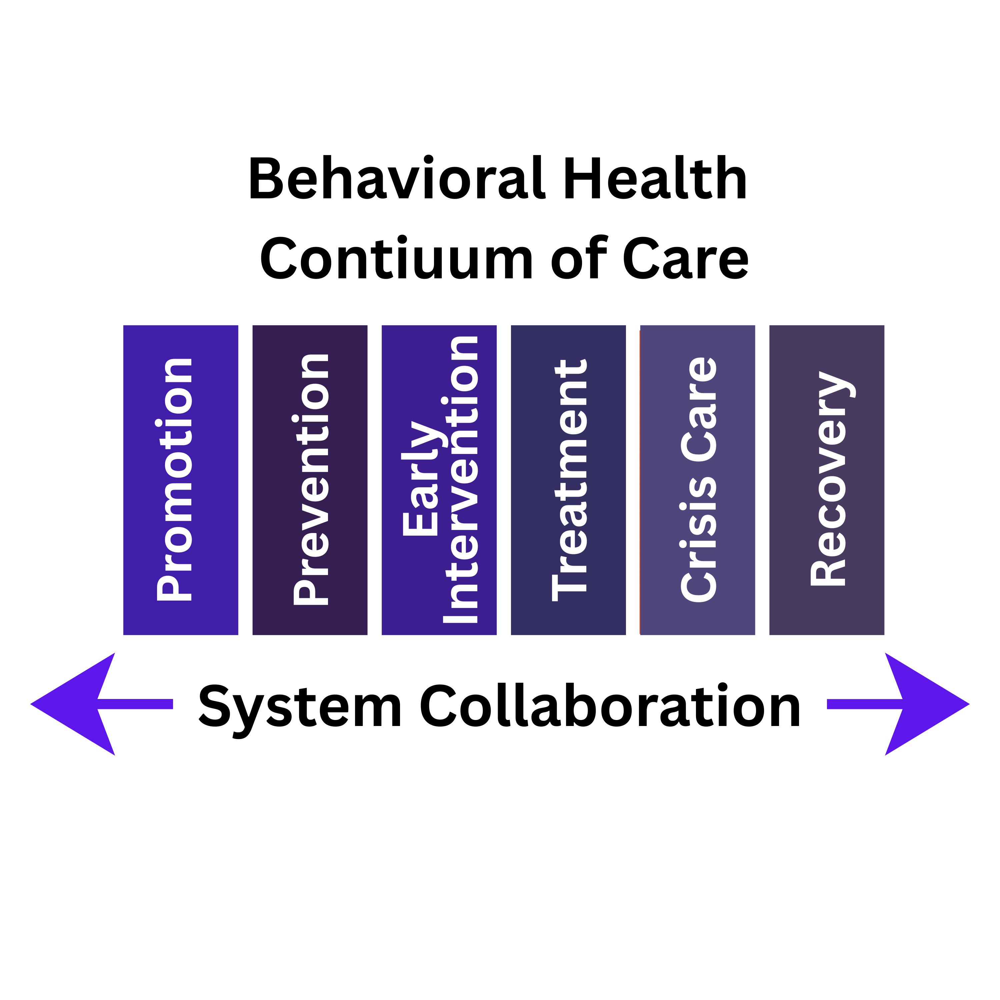 Behavioral Health
Contiuum of Care
Promotion
Prevention
Early
Intervention
Treatment
Crisis Care
Recovery
System Collaboration